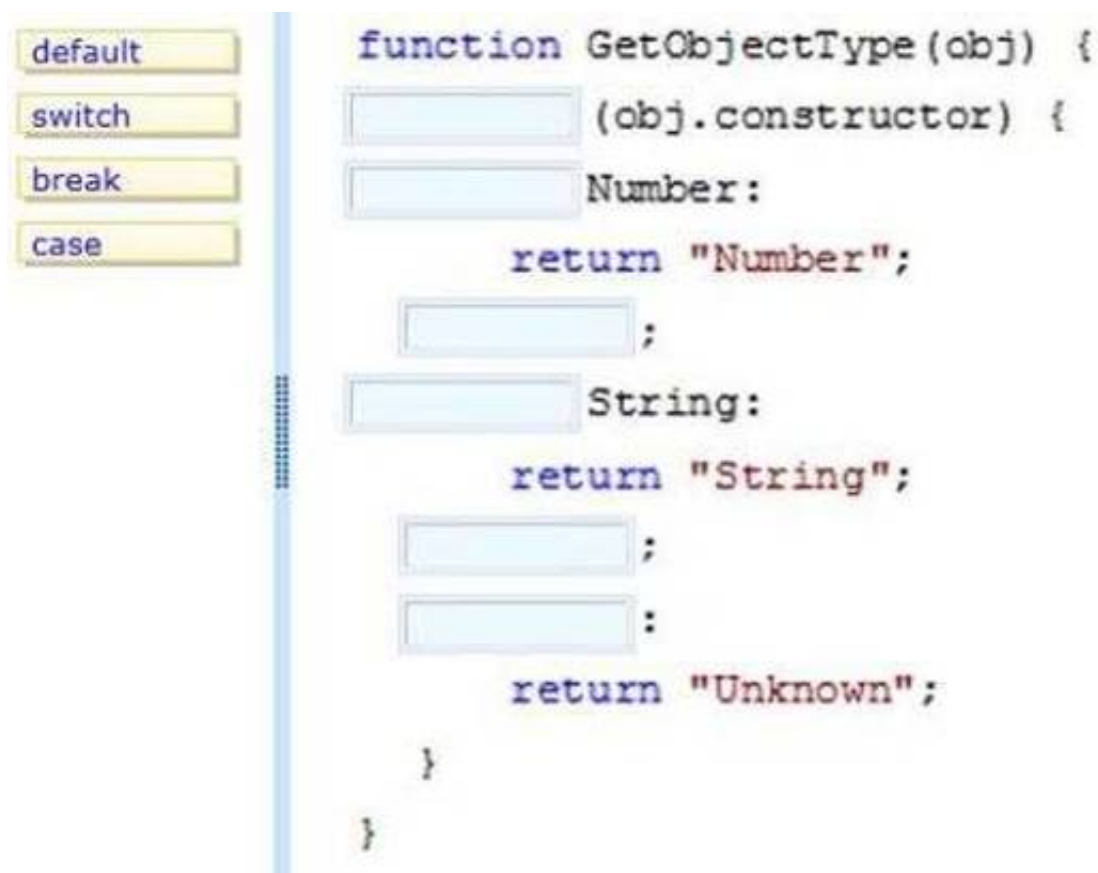 default
switch
break
case
function GetObjectType(obj) {
(obj.constructor) {
Number:
return "Number";
;
String:
return "String";
;
:
return "Unknown";
}
}